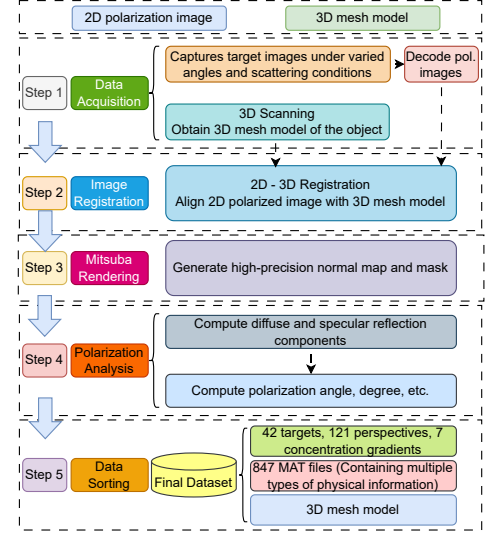 2D polarization image
3D mesh model
Step 1
Data
Acquisition
Captures target images under varied
angles and scattering conditions
Decode pol.
images
3D Scanning
Obtain 3D mesh model of the object
Step 2
Image
Registration
2D - 3D Registration
Align 2D polarized image with 3D mesh model
Step 3
Mitsuba
Rendering
Generate high-precision normal map and mask
Step 4
Polarization
Analysis
Compute diffuse and specular reflection
components
Compute polarization angle, degree, etc.
Step 5
Data
Sorting
Final Dataset
42 targets, 121 perspectives, 7
concentration gradients
847 MAT files (Containing multiple
types of physical information)
3D mesh model